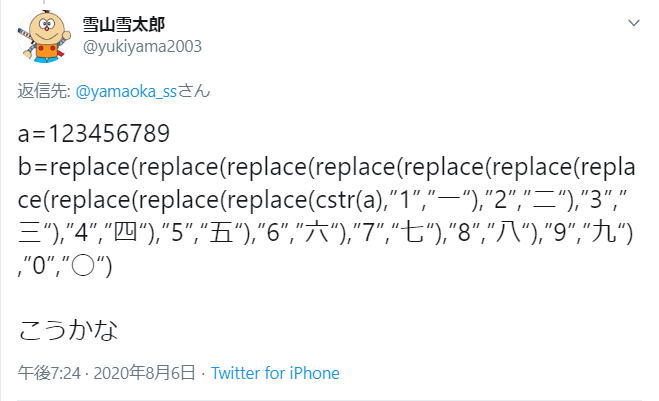 雪山雪太郎
@yukiyama2003
返信先: @yamaoka_ssさん
a=123456789
b=replace(replace(replace(replace(replace(replace(repla
ce(replace(replace(replace(cstr(a),”1”,”一“),”2”,”二“),”3”,”
三“),”4”,”四“),”5”,“五“),”6”,”六“),”7”,“七“),”8”,”八“),”9”,”九“)
,”0”,”◯“)
こうかな
午後7:24 · 2020年8月6日 · Twitter for iPhone